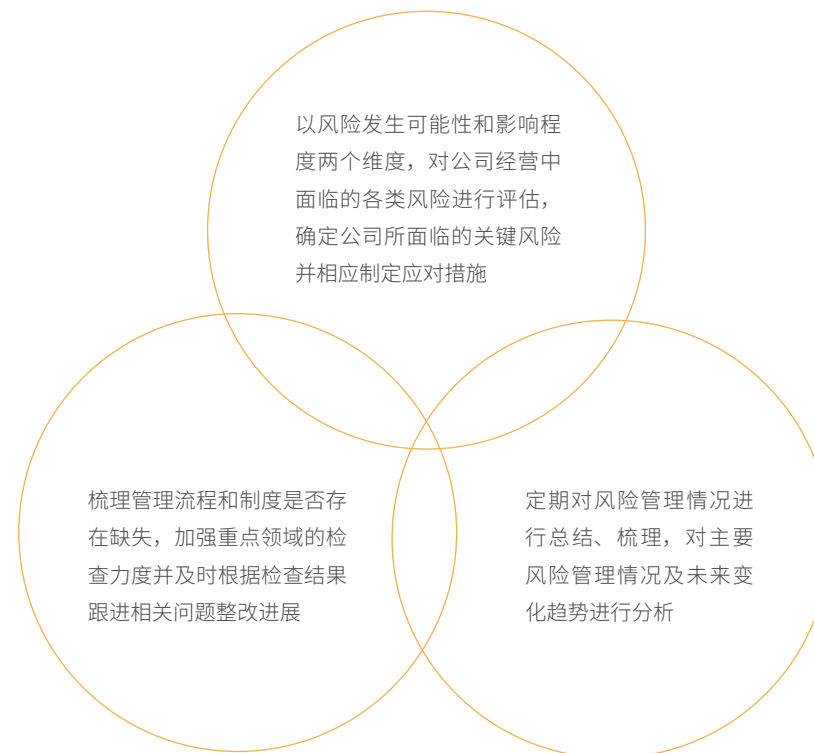 以风险发生可能性和影响程
度两个维度，对公司经营中
面临的各类风险进行评估，
确定公司所面临的关键风险
并相应制定应对措施
梳理管理流程和制度是否存
在缺失，加强重点领域的检
查力度并及时根据检查结果
跟进相关问题整改进展
定期对风险管理情况进
行总结、梳理，对主要
风险管理情况及未来变
化趋势进行分析